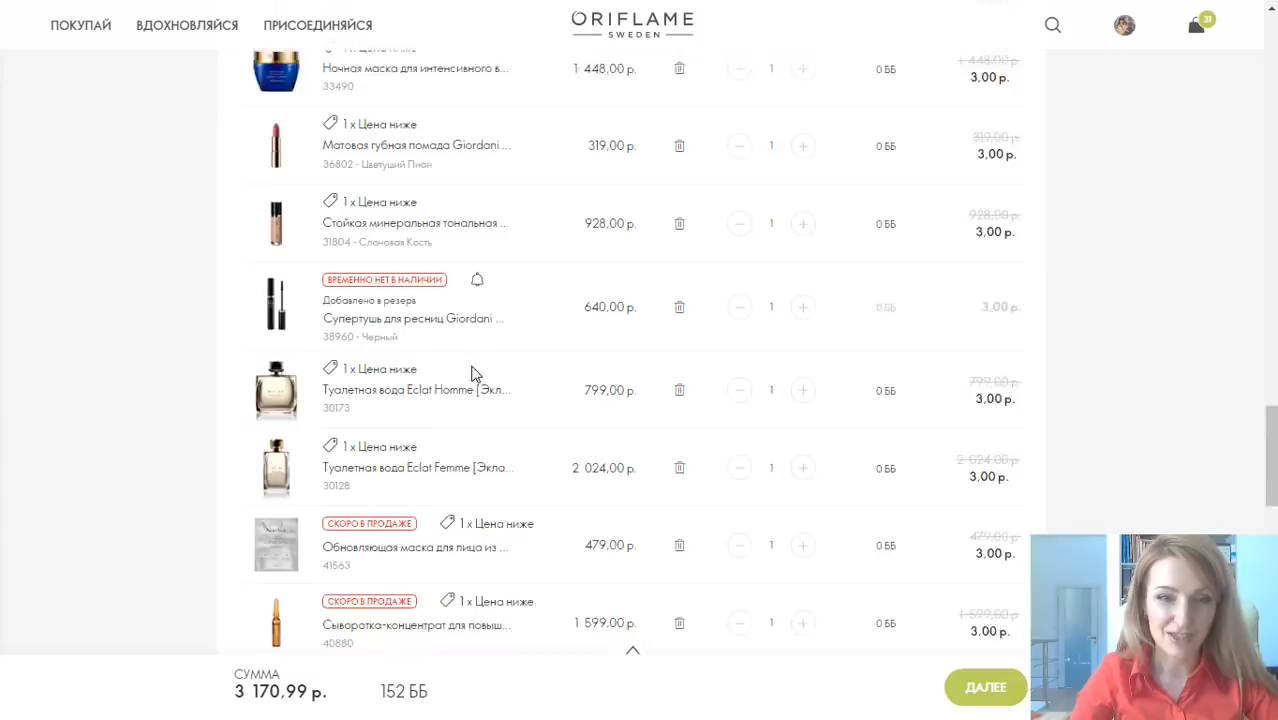 ПОКУПАЙ ВДОХНОВЛЯЙСЯ ПРИСОЕДИНЯЙСЯ
ORIFLAME
SWEDEN
31
Ночная маска для интенсивного в... 1 448,00 р. 1 0 ББ 1 448,00 р.
3,00 р.
33490
1 x Цена ниже
Матовая губная помада Giordani ... 319,00 р. 1 0 ББ 319,00 р.
3,00 р.
36802 - Цветущий Пион
1 x Цена ниже
Стойкая минеральная тональная ... 928,00 р. 1 0 ББ 928,00 р.
3,00 р.
31804 - Слоновая Кость
ВРЕМЕННО НЕТ В НАЛИЧИИ
Добавлено в резерв
Супертушь для ресниц Giordani ... 640,00 р. 1 0 ББ 3,00 р.
38960 - Черный
1 x Цена ниже
Туалетная вода Eclat Homme [Экл... 799,00 р. 1 0 ББ 799,00 р.
3,00 р.
30173
1 x Цена ниже
Туалетная вода Eclat Femme [Экла... 2 024,00 р. 1 0 ББ 2 024,00 р.
3,00 р.
30128
СКОРО В ПРОДАЖЕ 1 x Цена ниже
Обновляющая маска для лица из ... 479,00 р. 1 0 ББ 479,00 р.
3,00 р.
41563
СКОРО В ПРОДАЖЕ 1 x Цена ниже
Сыворотка-концентрат для повыш... 1 599,00 р. 1 0 ББ 1 599,00 р.
3,00 р.
40880
СУММА
3 170,99 р. 152 ББ ДАЛЕЕ